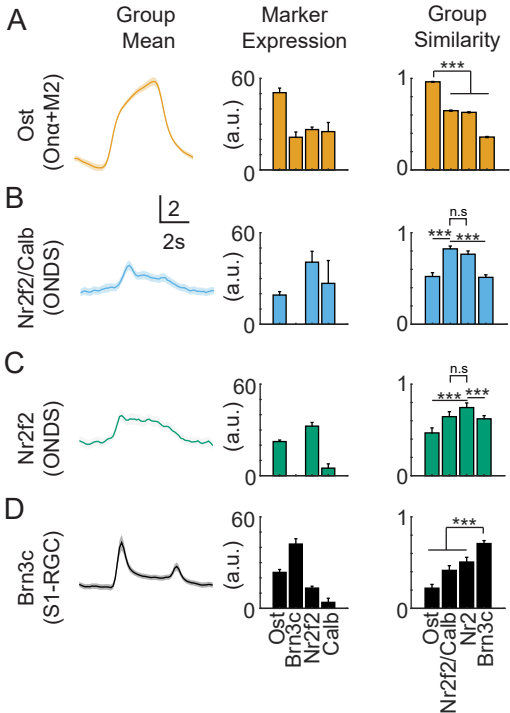 A
Group
Mean
Marker
Expression
Group
Similarity
Ost
(Onα+M2)
60
(a.u.)
0
1
0
***
B
Nr2f2/Calb
(ONDS)
2
2s
60
(a.u.)
0
1
0
n.s
***
***
C
Nr2f2
(ONDS)
60
(a.u.)
0
1
0
n.s
***
***
D
Brn3c
(S1-RGC)
60
(a.u.)
0
1
0
***
Ost
Brn3c
Nr2f2
Calb
Ost
Nr2f2/Calb
Nr2
Brn3c